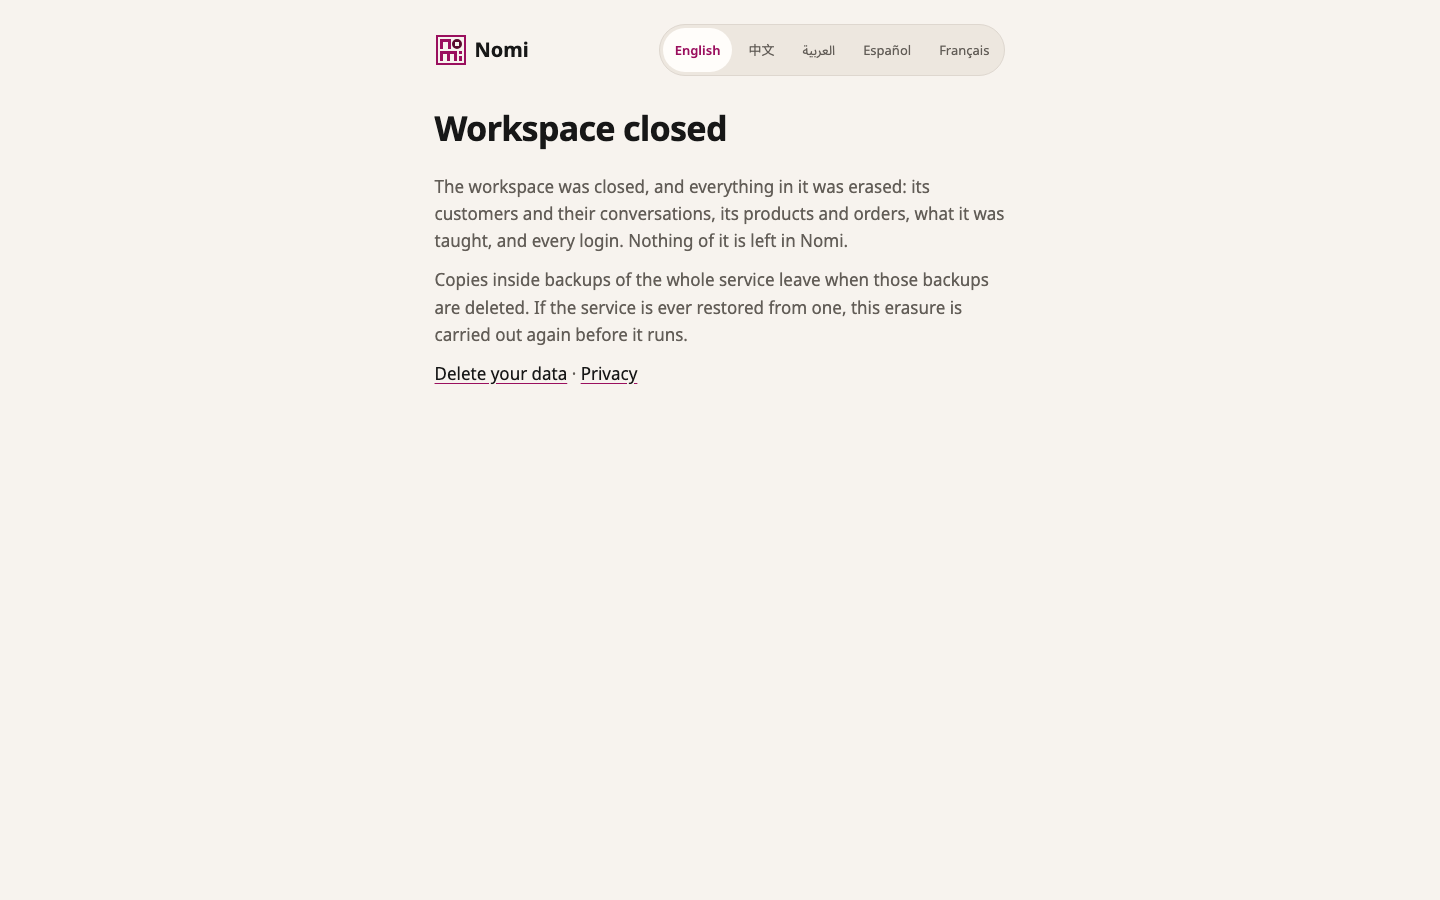 Nomi
English
中文
العربية
Español
Français
Workspace closed
The workspace was closed, and everything in it was erased: its
customers and their conversations, its products and orders, what it was
taught, and every login. Nothing of it is left in Nomi.
Copies inside backups of the whole service leave when those backups
are deleted. If the service is ever restored from one, this erasure is
carried out again before it runs.
Delete your data · Privacy